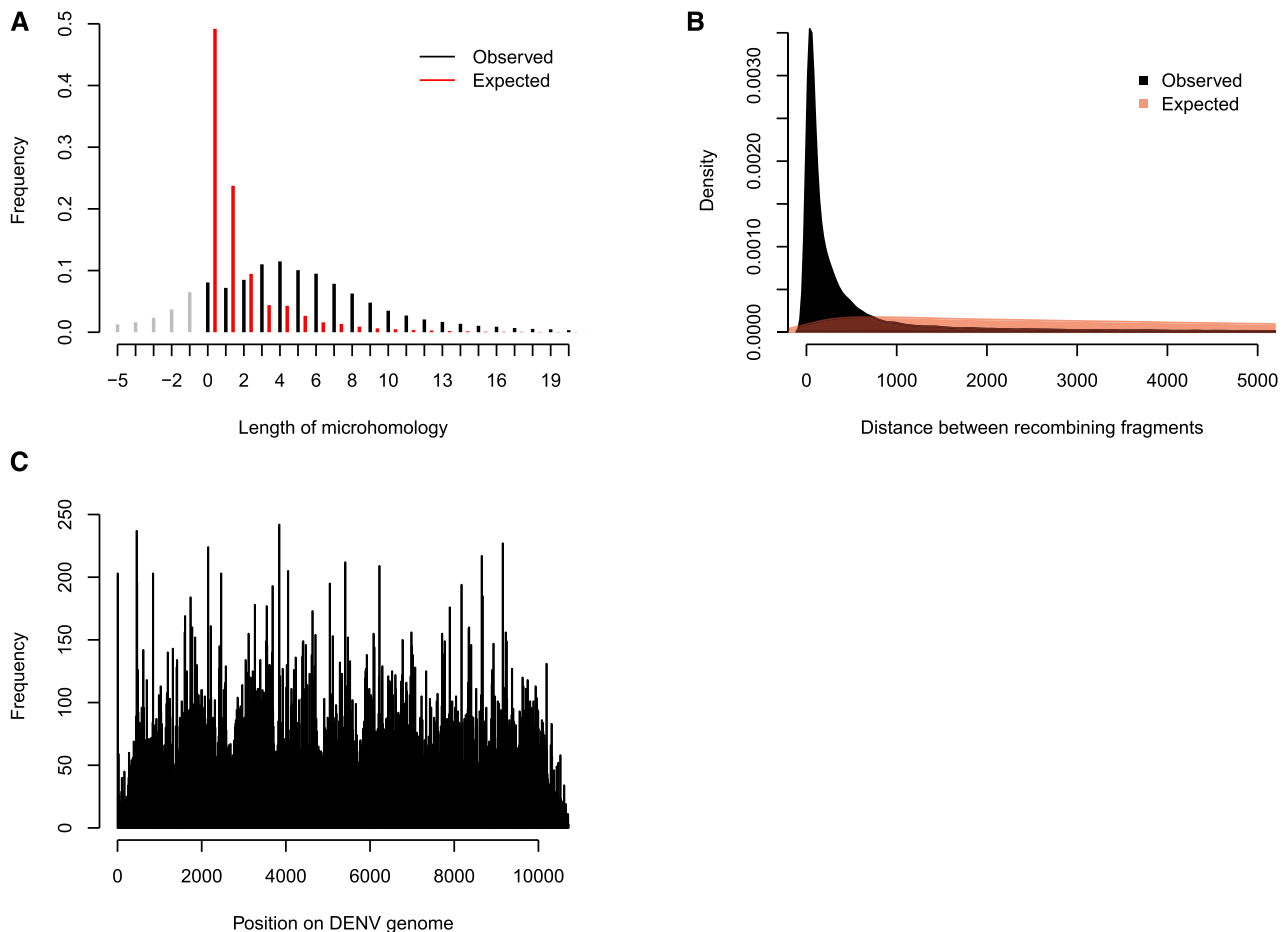 A
Frequency
0.0 0.1 0.2 0.3 0.4 0.5
Observed
Expected
−5 −2 0 2 4 6 8 10 13 16 19
Length of microhomology
B
Density
0.0000 0.0010 0.0020 0.0030
Observed
Expected
0 1000 2000 3000 4000 5000
Distance between recombining fragments
C
Frequency
0 50 100 150 200 250
0 2000 4000 6000 8000 10000
Position on DENV genome